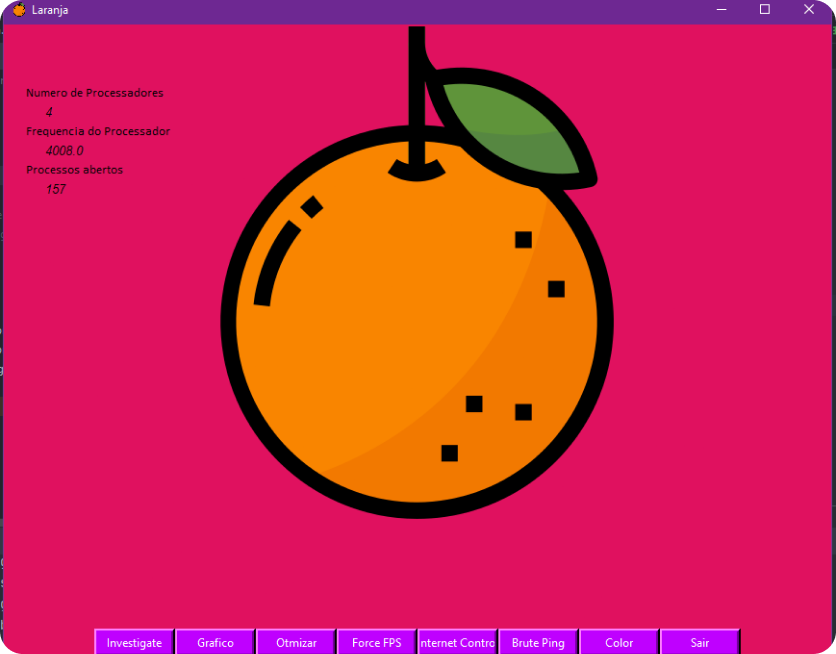 Laranja
Numero de Processadores
4
Frequencia do Processador
4008.0
Processos abertos
157
Investigate
Grafico
Otmizar
Force FPS
nternet Contro
Brute Ping
Color
Sair